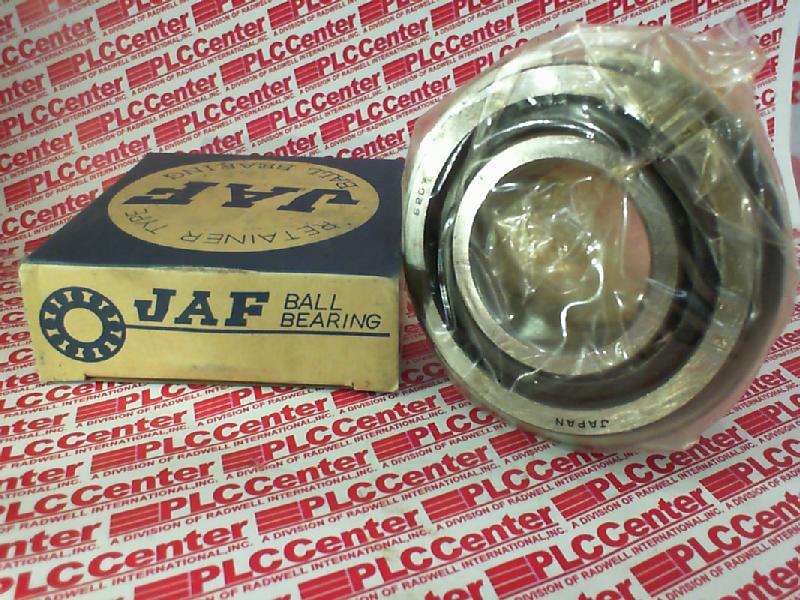 PLCCenter
A DIVISION OF RADWELL INTERNATIONAL, INC.
JAF
BALL BEARING
RETAINER TYPE
JAF
BALL
BEARING
JAPAN